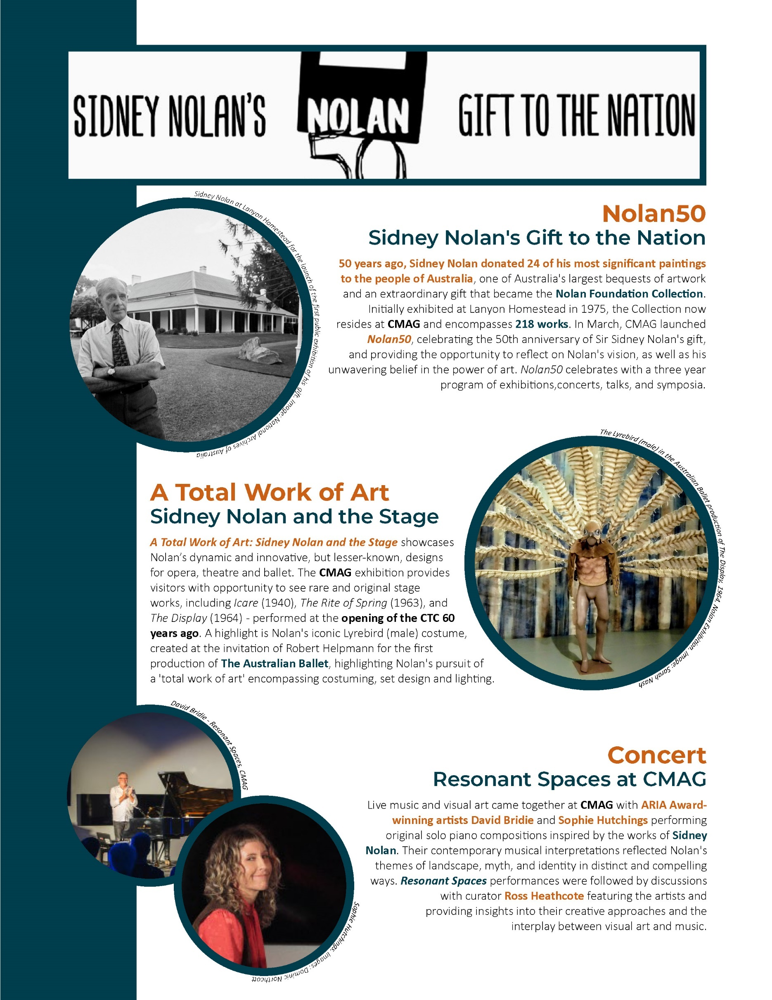 SIDNEY NOLAN'S
NOLAN
50
GIFT TO THE NATION
Sidney Nolan at Lanyon Homestead for the launch of the first public exhibition of his gift. Image: National Archives of Australia
Nolan50
Sidney Nolan's Gift to the Nation
50 years ago, Sidney Nolan donated 24 of his most significant paintings
to the people of Australia, one of Australia's largest bequests of artwork
and an extraordinary gift that became the Nolan Foundation Collection.
Initially exhibited at Lanyon Homestead in 1975, the Collection now
resides at CMAG and encompasses 218 works. In March, CMAG launched
Nolan50, celebrating the 50th anniversary of Sir Sidney Nolan's gift,
and providing the opportunity to reflect on Nolan's vision, as well as his
unwavering belief in the power of art. Nolan50 celebrates with a three year
program of exhibitions,concerts, talks, and symposia.
The Lyrebird (male) in the Australian Ballet production of The Display, 1964. Nolan Exhibition. Image: Sarah Nash
A Total Work of Art
Sidney Nolan and the Stage
A Total Work of Art: Sidney Nolan and the Stage showcases
Nolan’s dynamic and innovative, but lesser-known, designs
for opera, theatre and ballet. The CMAG exhibition provides
visitors with opportunity to see rare and original stage
works, including Icare (1940), The Rite of Spring (1963), and
The Display (1964) - performed at the opening of the CTC 60
years ago. A highlight is Nolan's iconic Lyrebird (male) costume,
created at the invitation of Robert Helpmann for the first
production of The Australian Ballet, highlighting Nolan's pursuit of
a 'total work of art' encompassing costuming, set design and lighting.
David Bridie - Resonant Spaces, CMAG
Concert
Resonant Spaces at CMAG
Live music and visual art came together at CMAG with ARIA Award-
winning artists David Bridie and Sophie Hutchings performing
original solo piano compositions inspired by the works of Sidney
Nolan. Their contemporary musical interpretations reflected Nolan's
themes of landscape, myth, and identity in distinct and compelling
ways. Resonant Spaces performances were followed by discussions
with curator Ross Heathcote featuring the artists and
providing insights into their creative approaches and the
interplay between visual art and music.
Sophie Hutchings. Images: Dominic Northcott